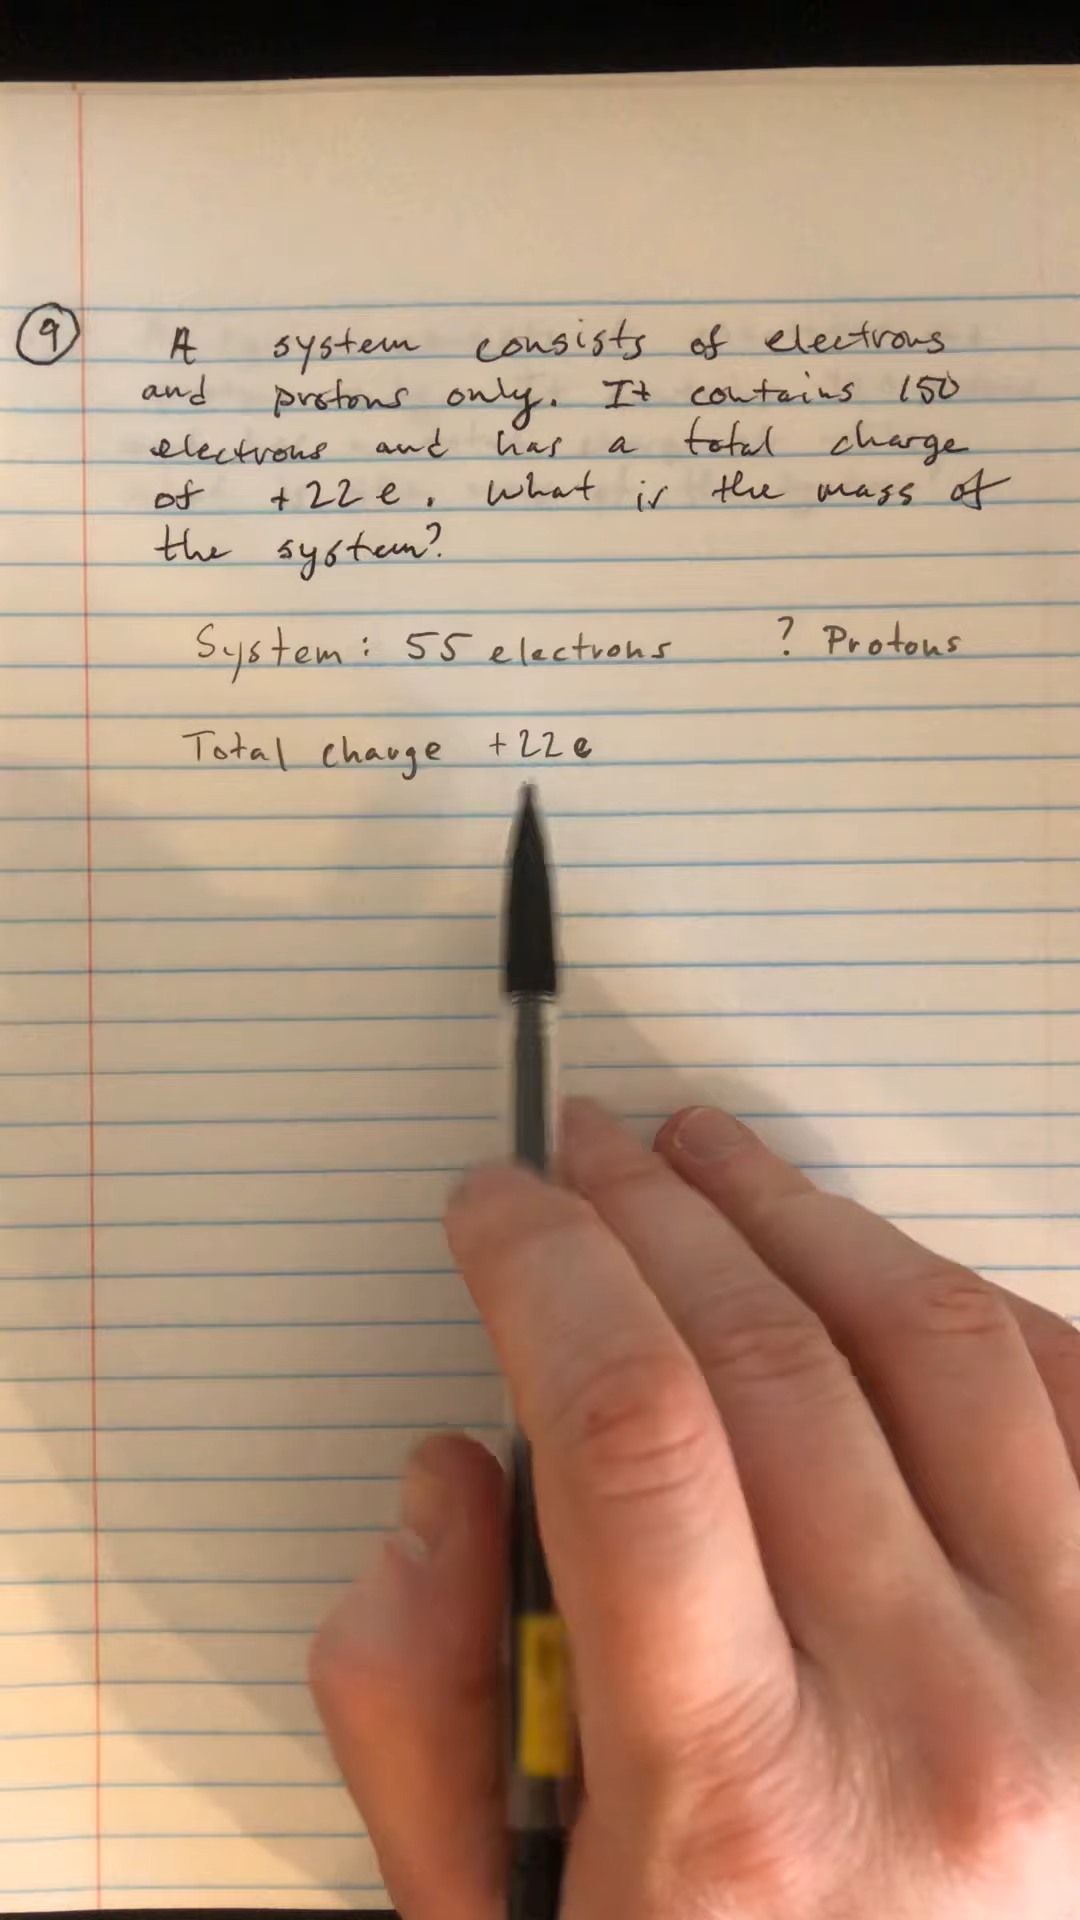 9 A system consists of electrons
and protons only. It contains 150
electrons and has a total charge
of +22e. What is the mass of
the system?
System: 55 electrons ? Protons
Total charge +22e